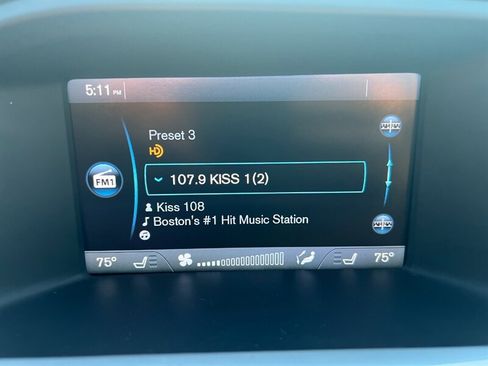 5:11 PM
Preset 3
HD
107.9 KISS 1(2)
FM1
Kiss 108
Boston's #1 Hit Music Station
75° 75°